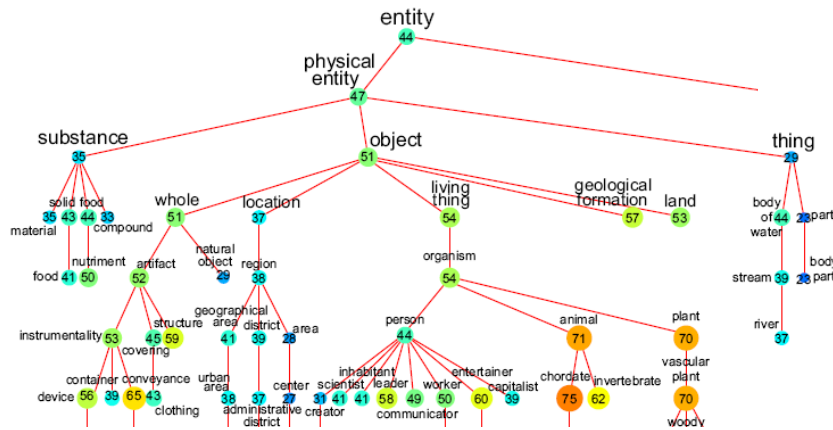 entity
44
physical
entity
47
substance
object
thing
35
51
29
whole
location
living
thing
geological
formation
land
solid food
35 43 44 33
material
compound
51
37
54
57
53
body
of
water
44
part
23
nutriment
food 41 50
artifact
52
natural
object
29
region
38
organism
54
stream 39
body
part
23
instrumentality
53
covering
45
structure
59
geographical
area
41
district
39
area
28
person
44
animal
71
plant
70
river
37
device
56
container
39
conveyance
65
43
clothing
urban
area
38
37
administrative
district
center
27
creator
31
scientist
41
inhabitant
41
leader
58
49
communicator
worker
50
entertainer
60
capitalist
39
chordate
75
invertebrate
62
vascular
plant
70
woody